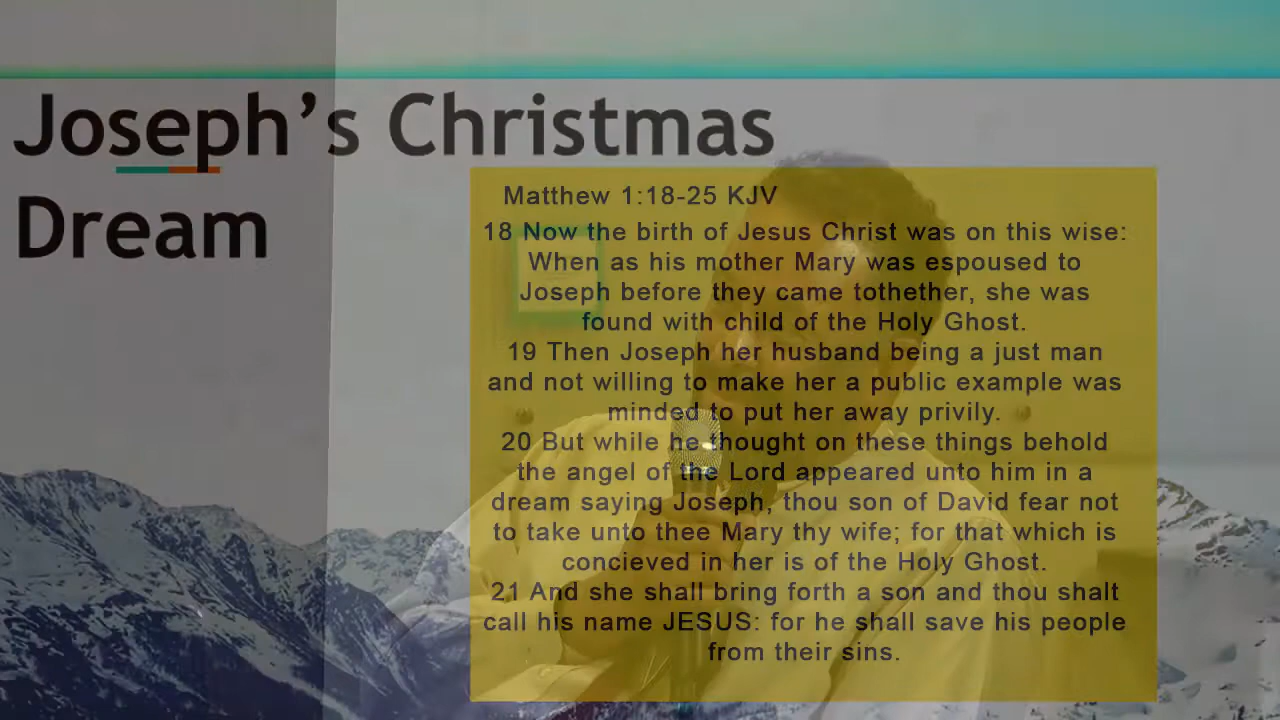 Joseph’s Christmas
Dream
Matthew 1:18-25 KJV
18 Now the birth of Jesus Christ was on this wise:
When as his mother Mary was espoused to
Joseph before they came tothether, she was
found with child of the Holy Ghost.
19 Then Joseph her husband being a just man
and not willing to make her a public example was
minded to put her away privily.
20 But while he thought on these things behold
the angel of the Lord appeared unto him in a
dream saying Joseph, thou son of David fear not
to take unto thee Mary thy wife; for that which is
concieved in her is of the Holy Ghost.
21 And she shall bring forth a son and thou shalt
call his name JESUS: for he shall save his people
from their sins.